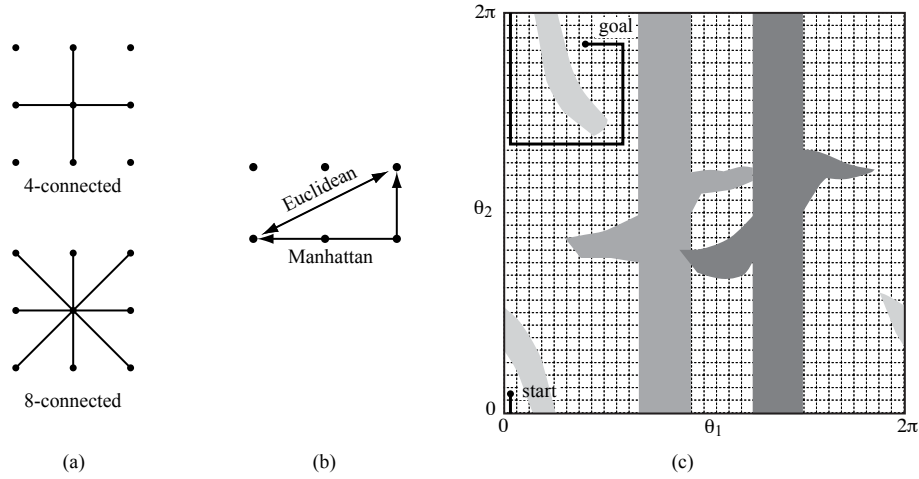 4-connected
8-connected
(a)
Euclidean
Manhattan
(b)
2π
goal
θ2
start
0
0
θ1
2π
(c)